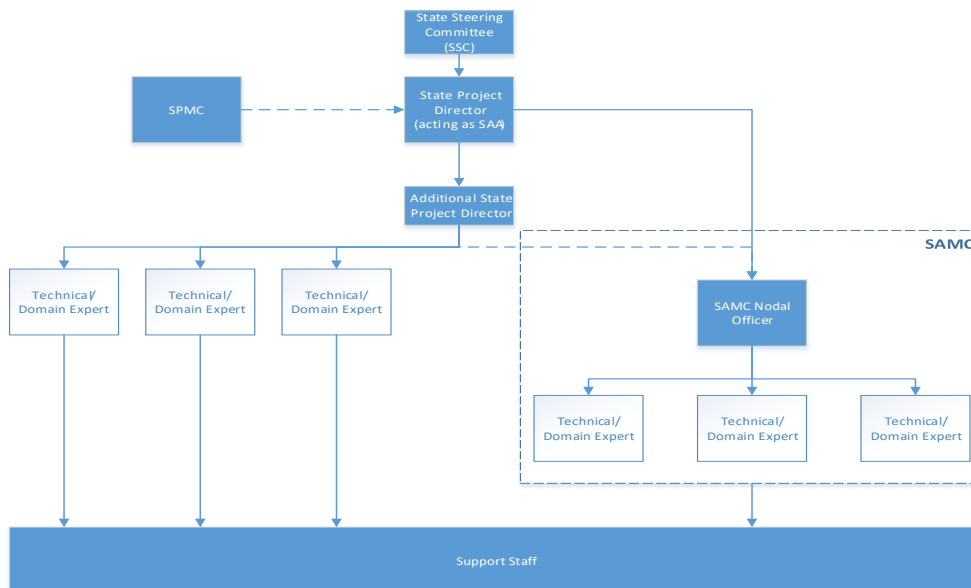 State Steering
Committee
(SSC)
SPMC
State Project
Director
(acting as SAA)
Additional State
Project Director
SAMC
Technical/
Domain Expert
Technical/
Domain Expert
Technical/
Domain Expert
SAMC Nodal
Officer
Technical/
Domain Expert
Technical/
Domain Expert
Technical/
Domain Expert
Support Staff